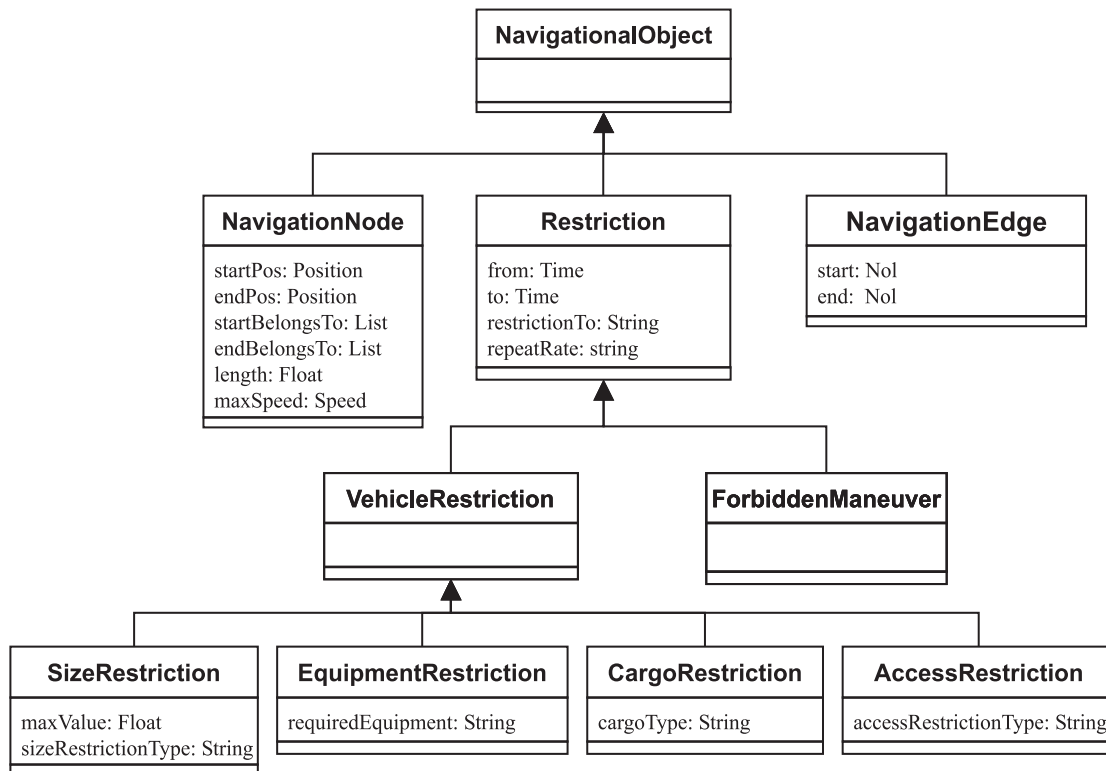 NavigationalObject
NavigationNode
startPos: Position
endPos: Position
startBelongsTo: List
endBelongsTo: List
length: Float
maxSpeed: Speed
Restriction
from: Time
to: Time
restrictionTo: String
repeatRate: string
NavigationEdge
start: Nol
end: Nol
VehicleRestriction
ForbiddenManeuver
SizeRestriction
maxValue: Float
sizeRestrictionType: String
EquipmentRestriction
requiredEquipment: String
CargoRestriction
cargoType: String
AccessRestriction
accessRestrictionType: String